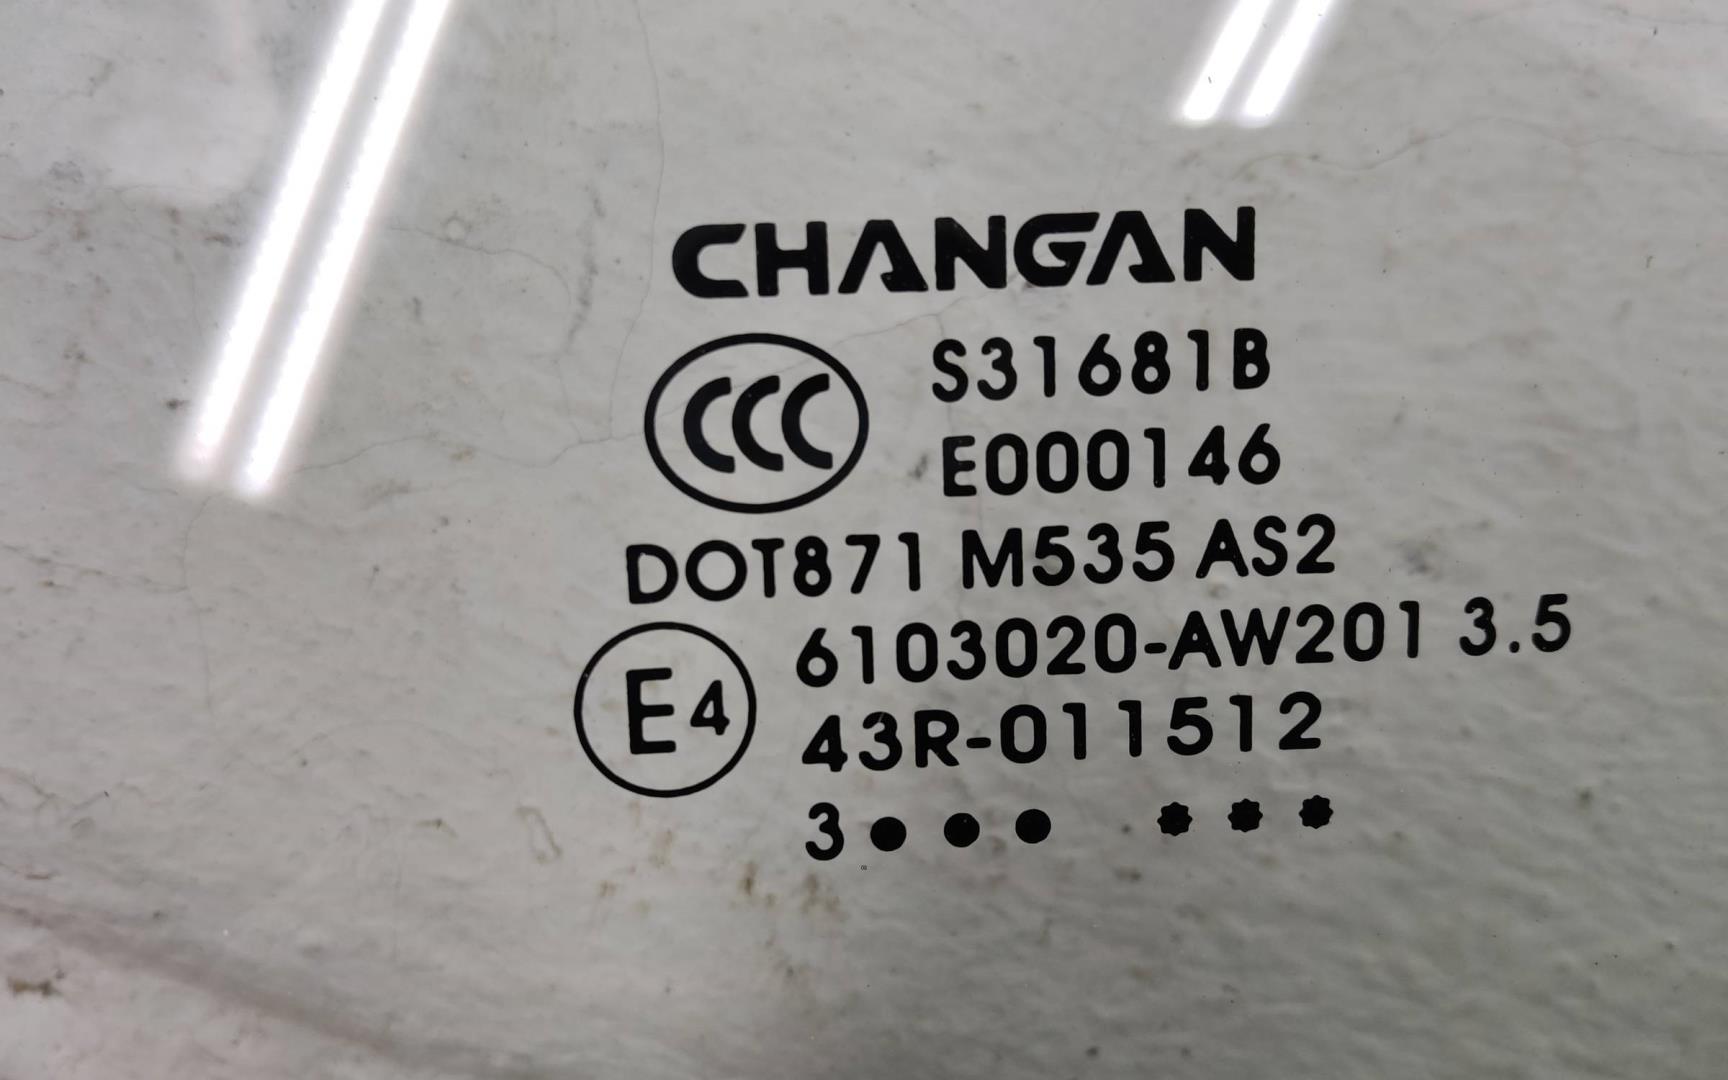 CHANGAN
CCC S31681B
E000146
DOT871 M535 AS2
E4 6103020-AW201 3.5
43R-011512
3